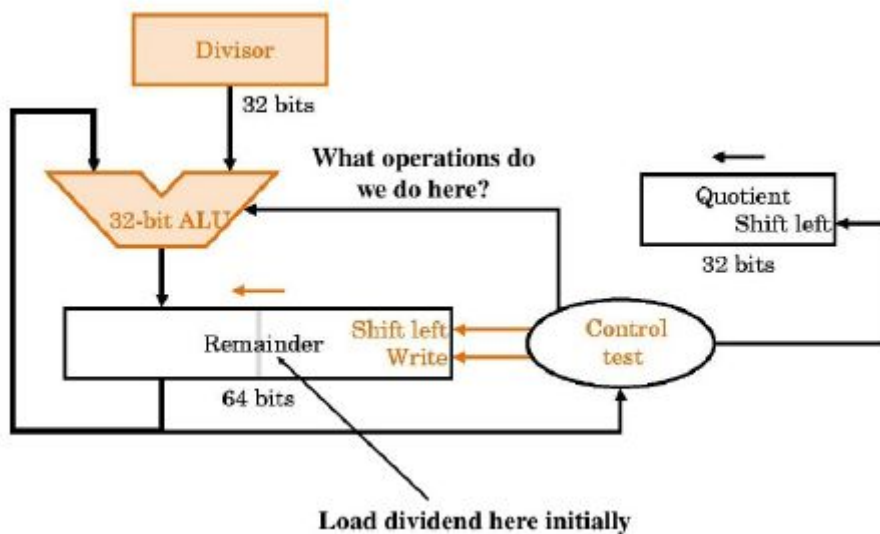 Divisor
32 bits
What operations do
we do here?
32-bit ALU
Quotient
Shift left
32 bits
Remainder
Shift left
Write
Control
test
64 bits
Load dividend here initially